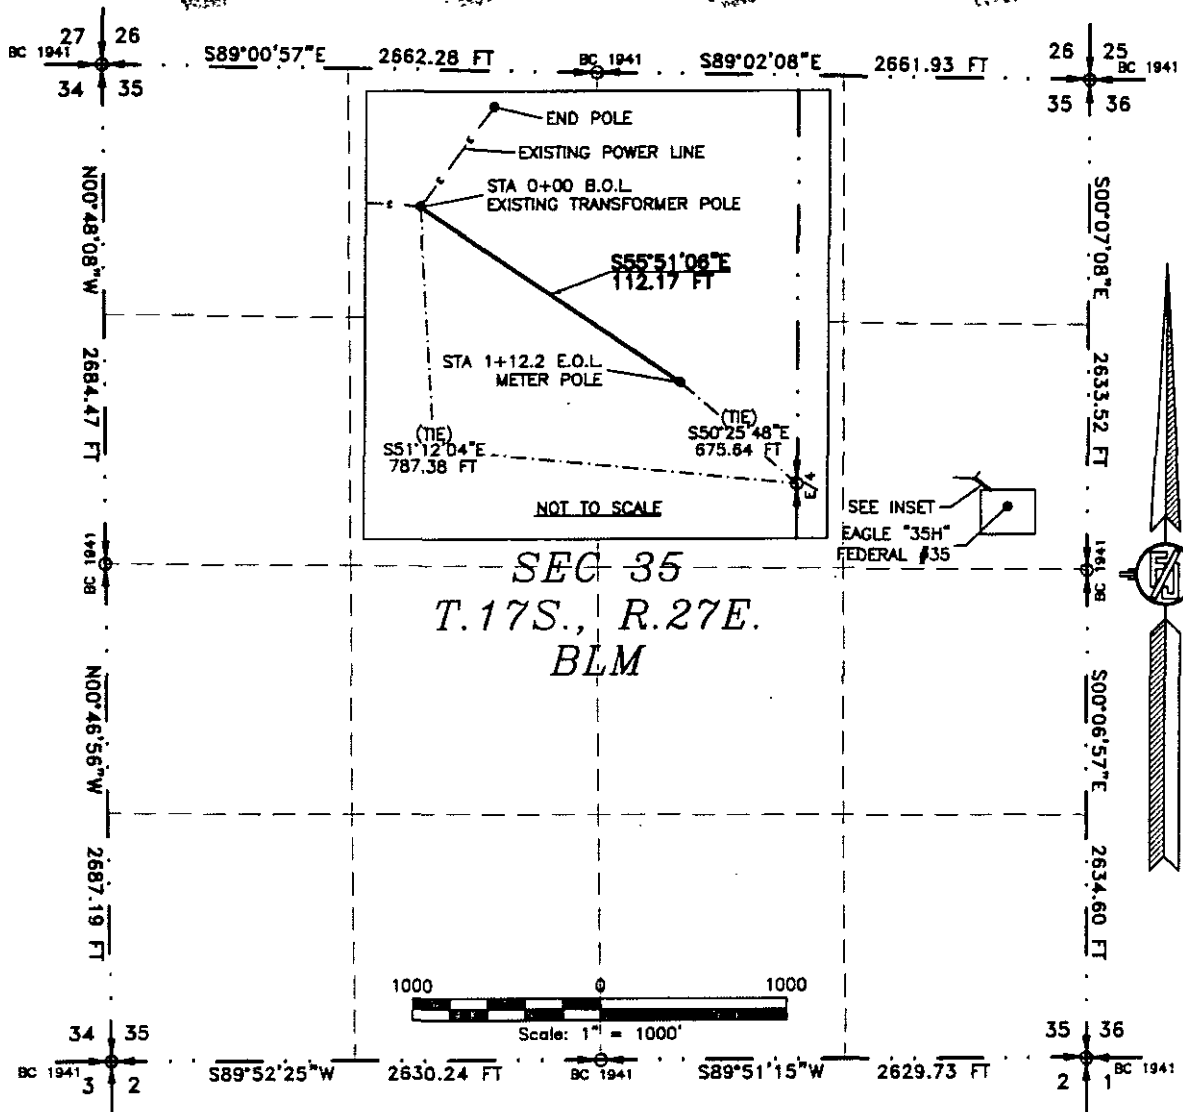 27 26
BC 1941
34 35
S89°00'57"E 2662.28 FT
BC 1941
S89°02'08"E 2661.93 FT
26 25
BC 1941
35 36
END POLE
EXISTING POWER LINE
STA 0+00 B.O.L.
EXISTING TRANSFORMER POLE
E
E
E
S55°51'06"E
112.17 FT
STA 1+12.2 E.O.L.
METER POLE
(TIE)
S51°12'04"E
787.38 FT
(TIE)
S50°25'48"E
675.64 FT
E/4
NOT TO SCALE
N00°48'08"W 2684.47 FT
S00°07'08"E 2633.52 FT
SEE INSET
EAGLE "35H"
FEDERAL #35
BC 1941
BC 1941
SEC 35
T.17S., R.27E.
BLM
N00°46'56"W 2687.19 FT
S00°06'57"E 2634.60 FT
1000 0 1000
Scale: 1" = 1000'
34 35
BC 1941
3 2
S89°52'25"W 2630.24 FT
BC 1941
S89°51'15"W 2629.73 FT
35 36
BC 1941
2 1